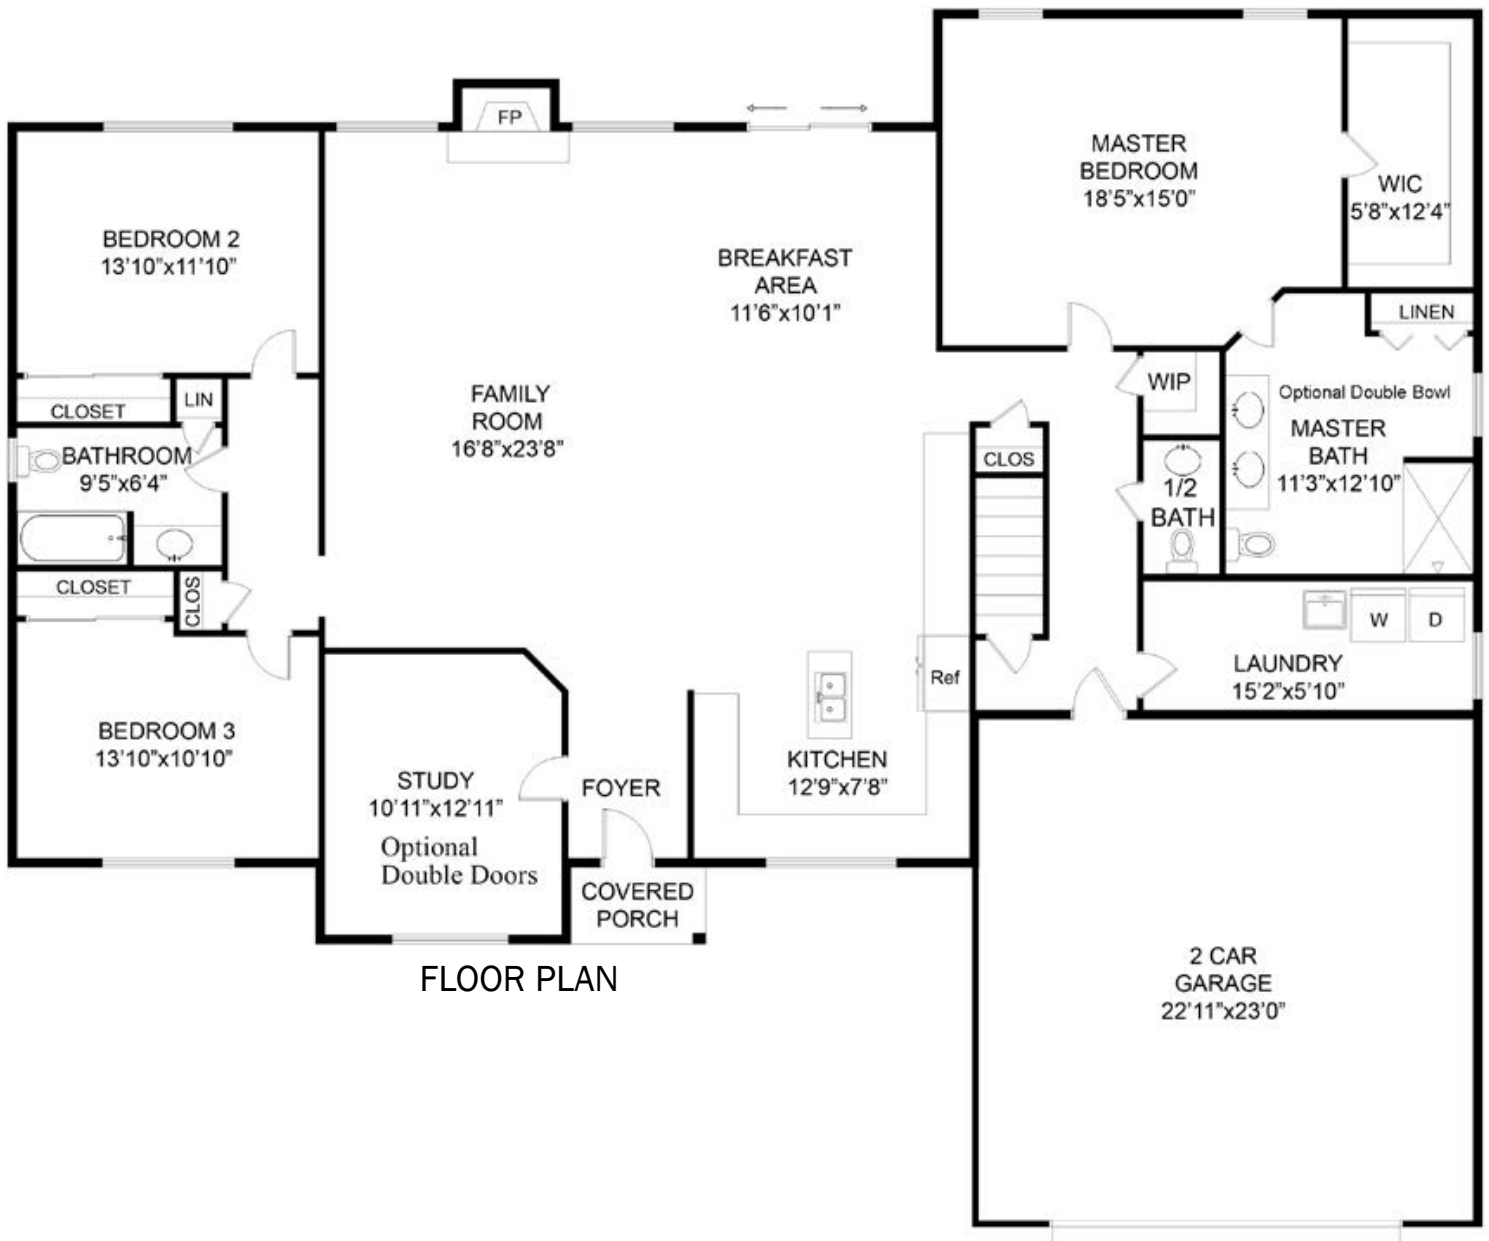 FP
MASTER
BEDROOM
18'5"x15'0"
WIC
5'8"x12'4"
BEDROOM 2
13'10"x11'10"
BREAKFAST
AREA
11'6"x10'1"
LINEN
FAMILY
ROOM
16'8"x23'8"
WIP
Optional Double Bowl
MASTER
BATH
11'3"x12'10"
CLOSET
LIN
BATHROOM
9'5"x6'4"
CLOS
1/2
BATH
CLOSET
CLOS
W
D
LAUNDRY
15'2"x5'10"
Ref
BEDROOM 3
13'10"x10'10"
STUDY
10'11"x12'11"
Optional
Double Doors
FOYER
KITCHEN
12'9"x7'8"
COVERED
PORCH
2 CAR
GARAGE
22'11"x23'0"
FLOOR PLAN